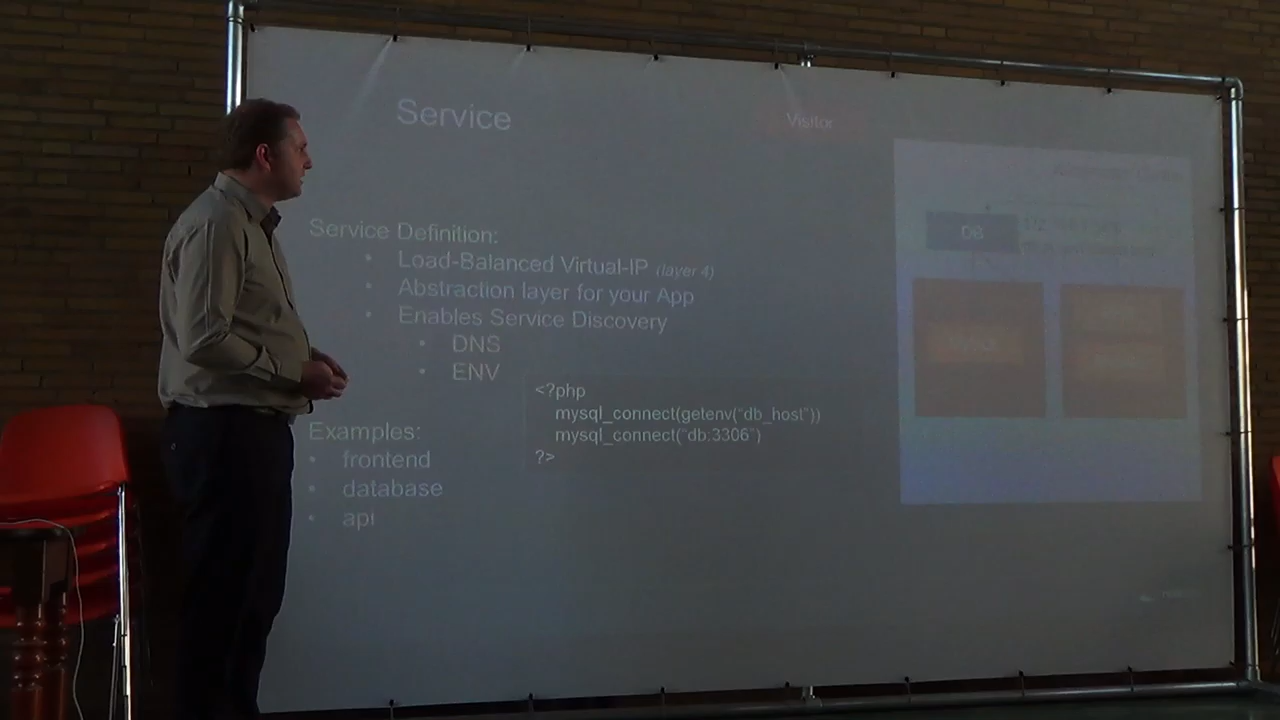 Service
Visitor
Service Definition:
• Load-Balanced Virtual-IP (layer 4)
• Abstraction layer for your App
• Enables Service Discovery
• DNS
• ENV
<?php
mysql_connect(getenv("db_host"))
mysql_connect("db:3306")
?>
Examples:
• frontend
• database
• api
DB